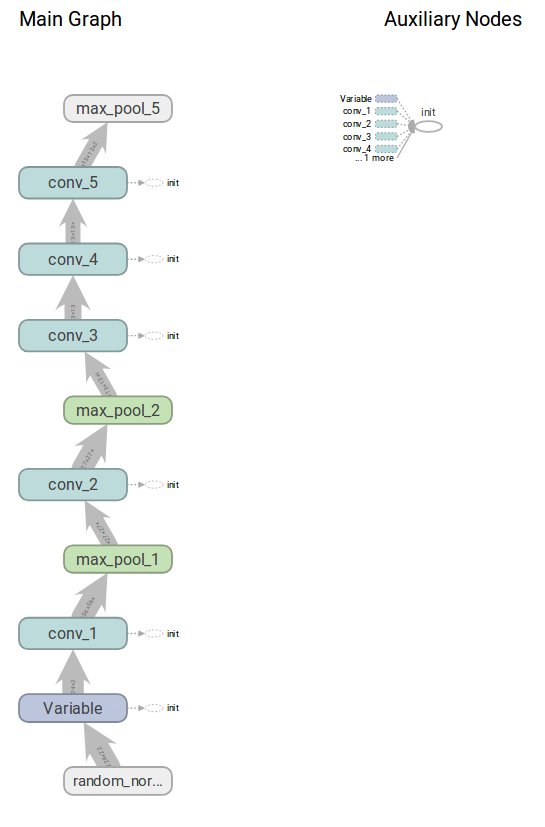 Main Graph
Auxiliary Nodes
max_pool_5
conv_5
init
conv_4
init
conv_3
init
max_pool_2
conv_2
init
max_pool_1
conv_1
init
Variable
init
random_nor...
Variable
conv_1
conv_2
conv_3
conv_4
... 1 more
init